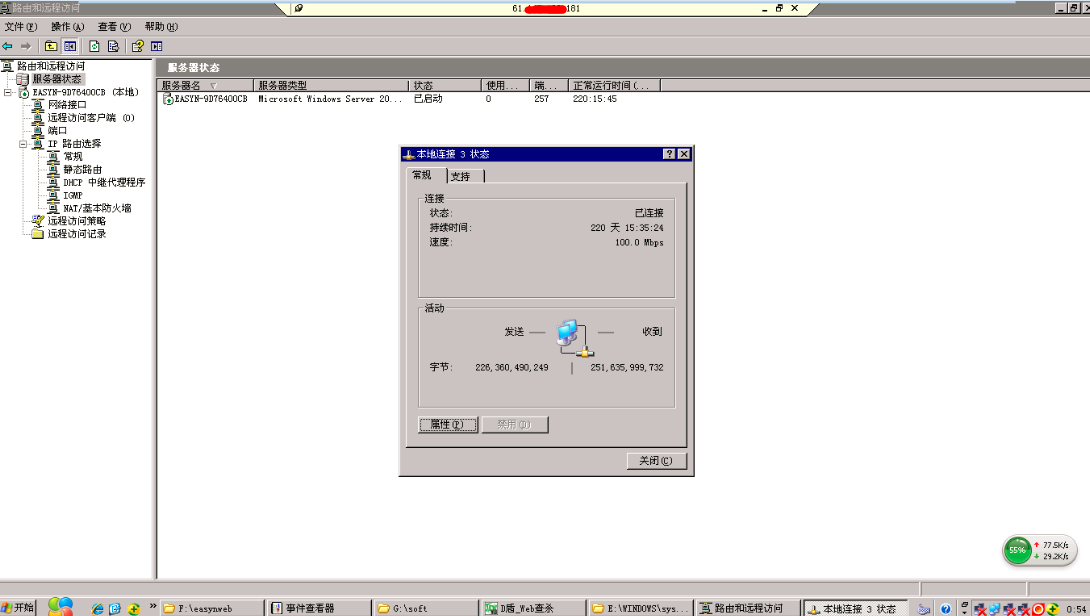 路由和远程访问
61 181
文件(F) 操作(A) 查看(V) 帮助(H)
路由和远程访问
服务器状态
EASYN-9D76400CB (本地)
网络接口
远程访问客户端 (0)
端口
IP 路由选择
常规
静态路由
DHCP 中继代理程序
IGMP
NAT/基本防火墙
远程访问策略
远程访问记录
服务器状态
服务器名 服务器类型 状态 使用... 端... 正常运行时间(...
EASYN-9D76400CB Microsoft Windows Server 20... 已启动 0 257 220:15:45
本地连接 3 状态
常规 支持
连接
状态: 已连接
持续时间: 220 天 15:35:24
速度: 100.0 Mbps
活动
发送 — — 收到
字节: 226,360,490,249 | 251,635,999,732
属性(P) 禁用(D)
关闭(C)
55% 77.5K/s
29.2K/s
开始 F:\easynweb 事件查看器 G:\soft D盾_Web查杀 E:\WINDOWS\sys... 路由和远程访问 本地连接 3 状态 0:54